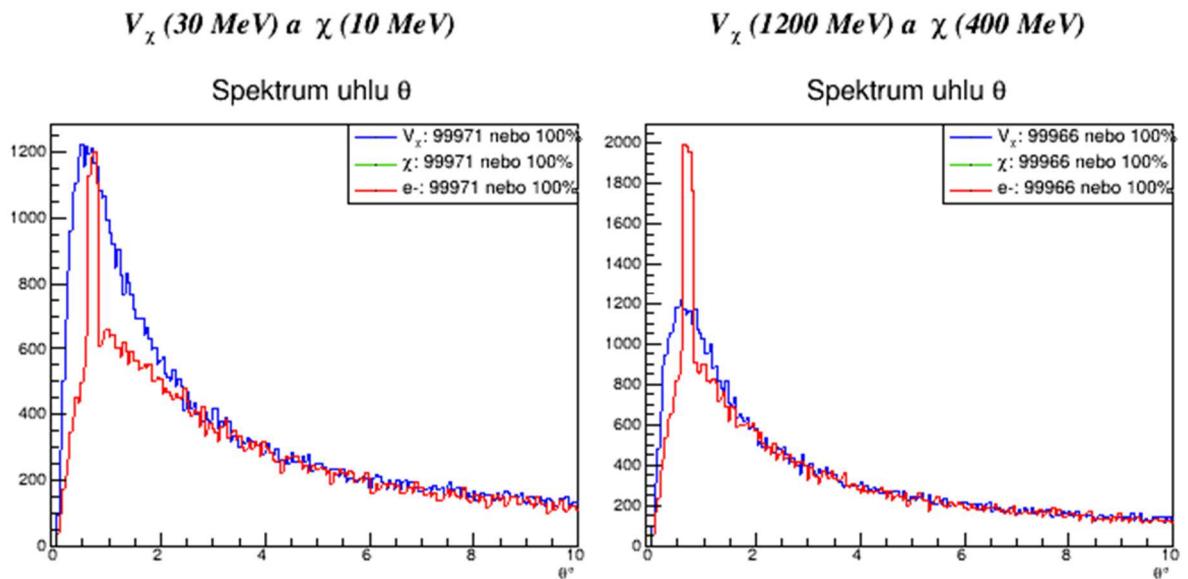 V_χ (30 MeV) a χ (10 MeV)
Spektrum uhlu θ
V_χ: 99971 nebo 100%
χ: 99971 nebo 100%
e-: 99971 nebo 100%
1200
1000
800
600
400
200
0
0 2 4 6 8 10
θ°
V_χ (1200 MeV) a χ (400 MeV)
Spektrum uhlu θ
V_χ: 99966 nebo 100%
χ: 99966 nebo 100%
e-: 99966 nebo 100%
2000
1800
1600
1400
1200
1000
800
600
400
200
0
0 2 4 6 8 10
θ°